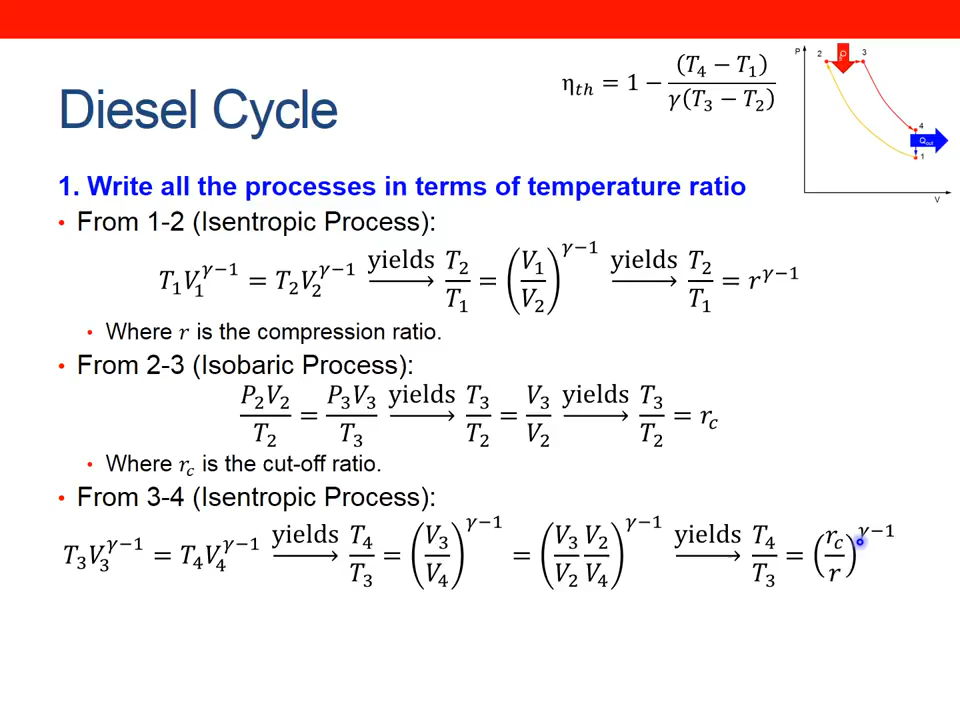 η_th = 1 − (T₄ − T₁) / γ(T₃ − T₂)
P 2 3 4 1 V
ρ
Q_out
Diesel Cycle
1. Write all the processes in terms of temperature ratio
• From 1-2 (Isentropic Process):
T₁V₁^(γ−1) = T₂V₂^(γ−1) yields→ T₂/T₁ = (V₁/V₂)^(γ−1) yields→ T₂/T₁ = r^(γ−1)
• Where r is the compression ratio.
• From 2-3 (Isobaric Process):
P₂V₂/T₂ = P₃V₃/T₃ yields→ T₃/T₂ = V₃/V₂ yields→ T₃/T₂ = r_c
• Where r_c is the cut-off ratio.
• From 3-4 (Isentropic Process):
T₃V₃^(γ−1) = T₄V₄^(γ−1) yields→ T₄/T₃ = (V₃/V₄)^(γ−1) = (V₃/V₂ V₂/V₄)^(γ−1) yields→ T₄/T₃ = (r_c/r)^(γ−1)